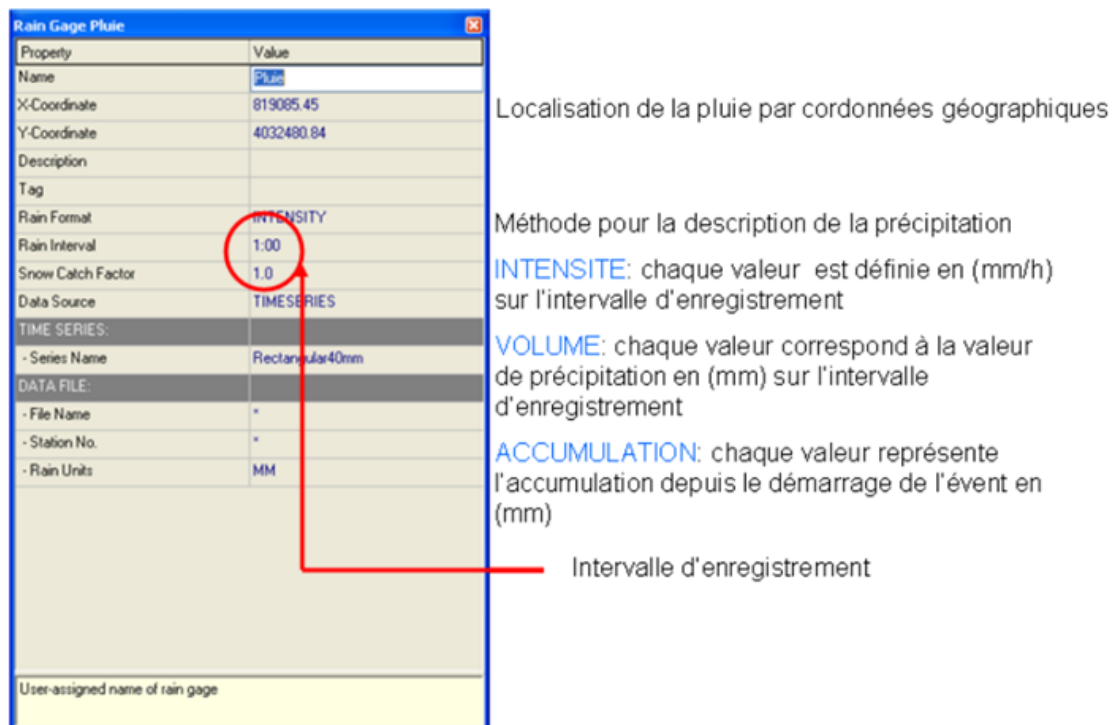 Rain Gage Pluie
Property Value
Name Pluie
X-Coordinate 819085.45
Y-Coordinate 4032480.84
Description
Tag
Rain Format INTENSITY
Rain Interval 1:00
Snow Catch Factor 1.0
Data Source TIMESERIES
TIME SERIES:
- Series Name Rectangular40mm
DATA FILE:
- File Name *
- Station No. *
- Rain Units MM
User-assigned name of rain gage
Localisation de la pluie par cordonnées géographiques
Méthode pour la description de la précipitation
INTENSITE: chaque valeur est définie en (mm/h)
sur l'intervalle d'enregistrement
VOLUME: chaque valeur correspond à la valeur
de précipitation en (mm) sur l'intervalle
d'enregistrement
ACCUMULATION: chaque valeur représente
l'accumulation depuis le démarrage de l'évent en
(mm)
Intervalle d'enregistrement